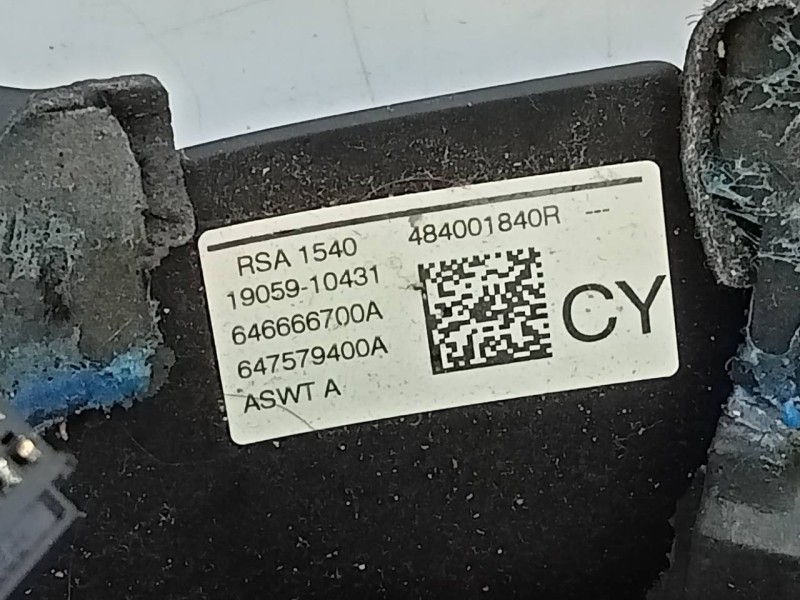 RSA 1540 484001840R ---
19059-10431
646666700A
647579400A
ASWT A
CY